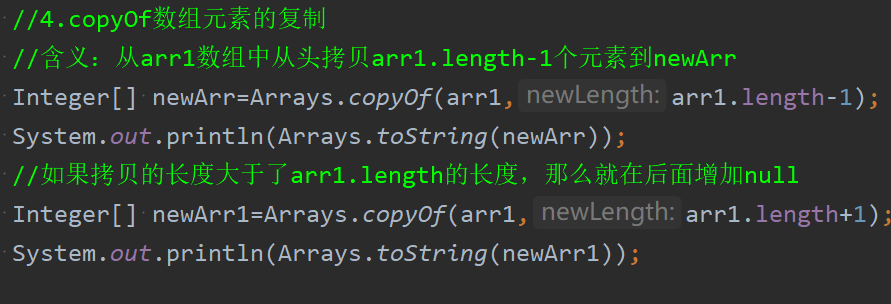 //4.copyOf数组元素的复制
//含义：从arr1数组中从头拷贝arr1.length-1个元素到newArr
Integer[] newArr=Arrays.copyOf(arr1, newLength: arr1.length-1);
System.out.println(Arrays.toString(newArr));
//如果拷贝的长度大于了arr1.length的长度，那么就在后面增加null
Integer[] newArr1=Arrays.copyOf(arr1, newLength: arr1.length+1);
System.out.println(Arrays.toString(newArr1));